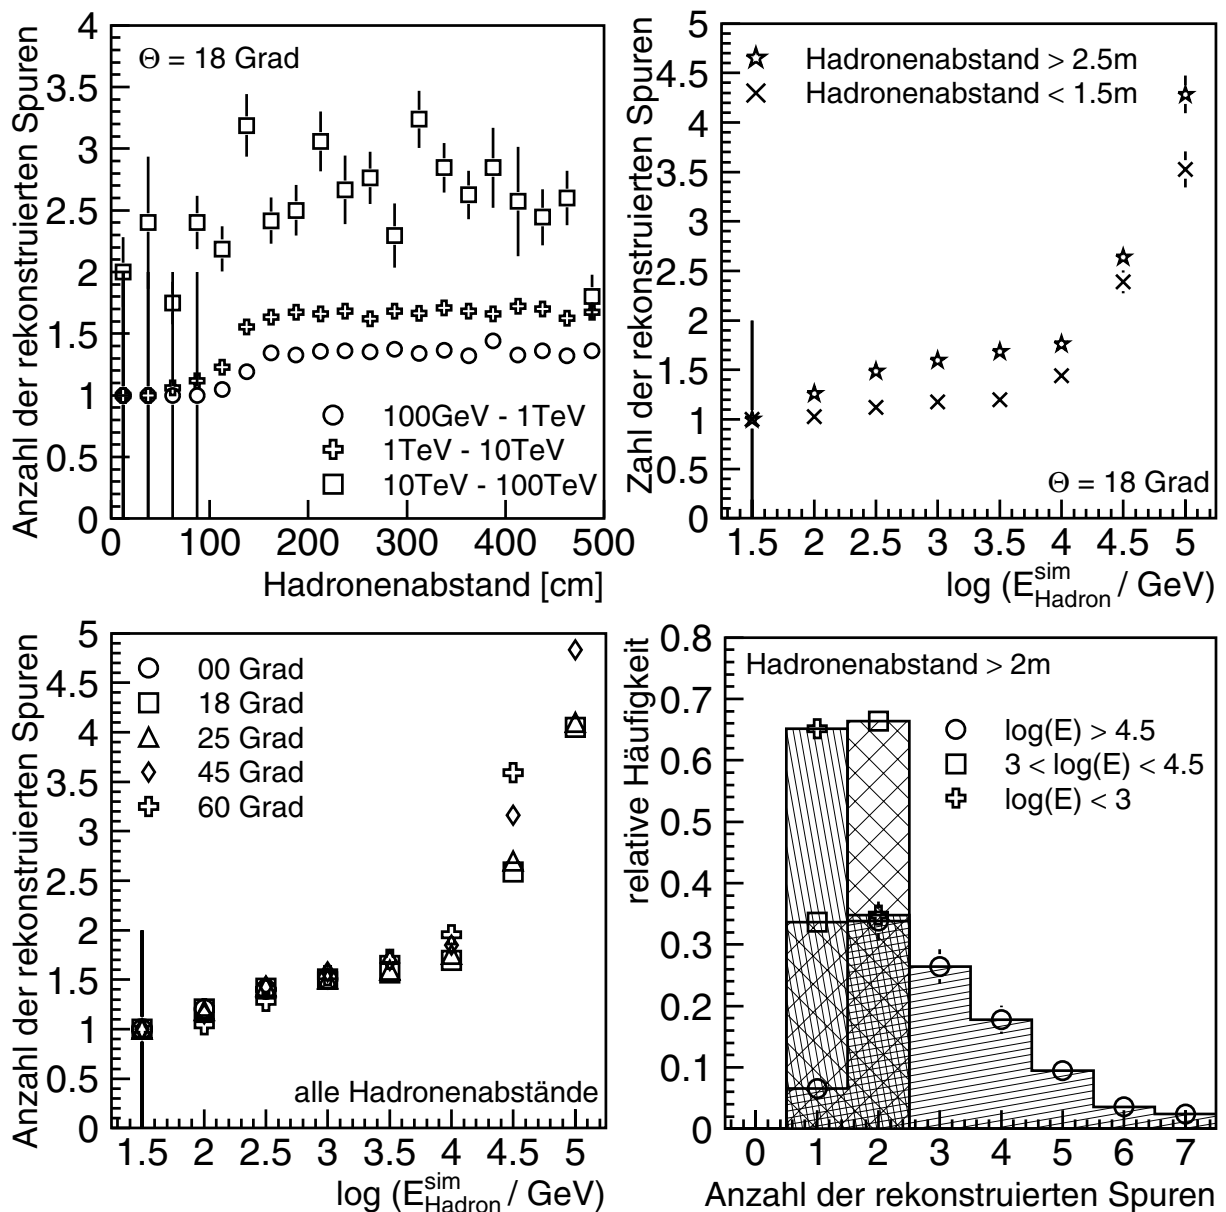 Anzahl der rekonstruierten Spuren
4
3.5
3
2.5
2
1.5
1
0.5
0
Θ = 18 Grad
100GeV - 1TeV
1TeV - 10TeV
10TeV - 100TeV
0 100 200 300 400 500
Hadronenabstand [cm]
Zahl der rekonstruierten Spuren
5
4.5
4
3.5
3
2.5
2
1.5
1
0.5
0
Hadronenabstand > 2.5m
Hadronenabstand < 1.5m
Θ = 18 Grad
1.5 2 2.5 3 3.5 4 4.5 5
log (E^sim_Hadron / GeV)
Anzahl der rekonstruierten Spuren
5
4.5
4
3.5
3
2.5
2
1.5
1
0.5
0
00 Grad
18 Grad
25 Grad
45 Grad
60 Grad
alle Hadronenabstände
1.5 2 2.5 3 3.5 4 4.5 5
log (E^sim_Hadron / GeV)
relative Häufigkeit
0.8
0.7
0.6
0.5
0.4
0.3
0.2
0.1
0
Hadronenabstand > 2m
log(E) > 4.5
3 < log(E) < 4.5
log(E) < 3
0 1 2 3 4 5 6 7
Anzahl der rekonstruierten Spuren